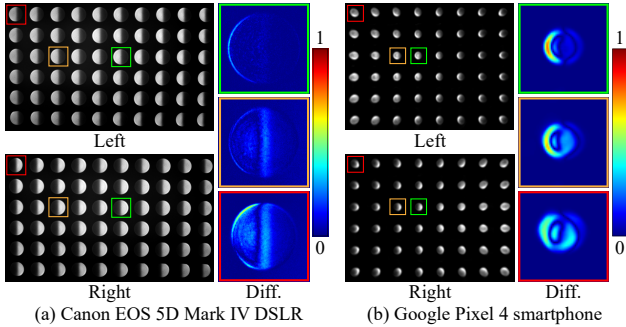 1
Left
0
Right
Diff.
(a) Canon EOS 5D Mark IV DSLR
1
Left
0
Right
Diff.
(b) Google Pixel 4 smartphone